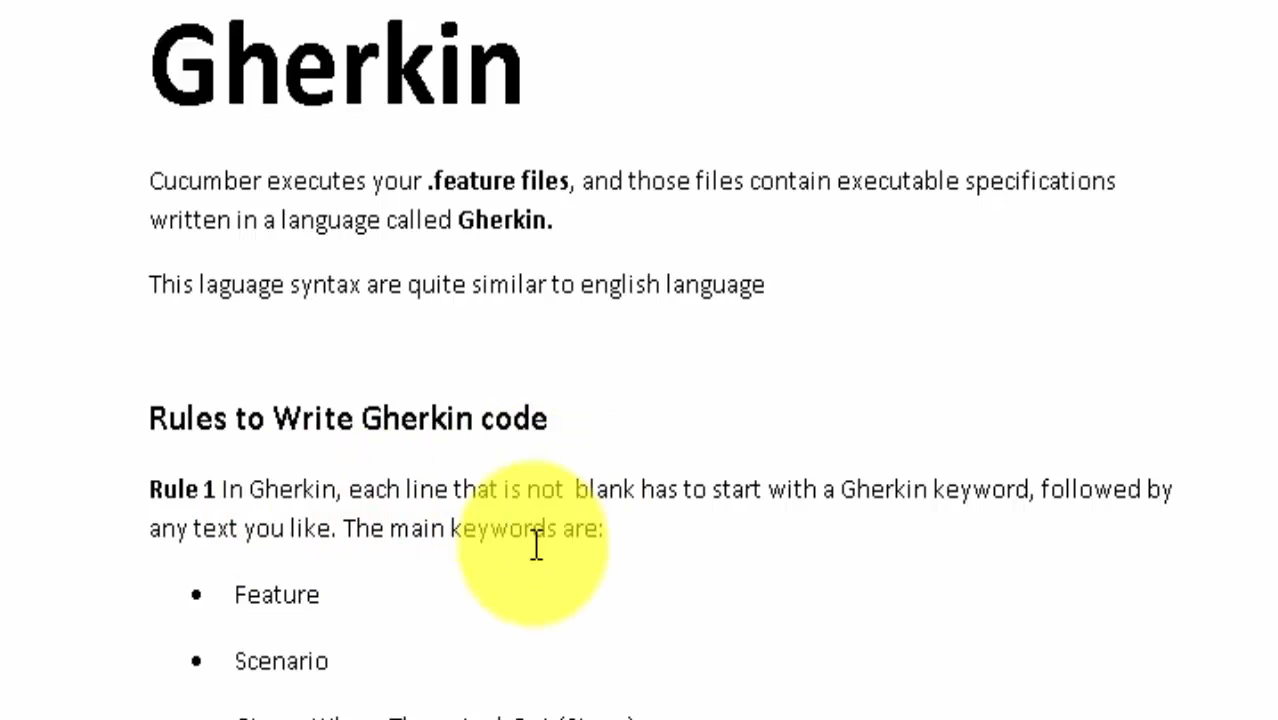 Gherkin
Cucumber executes your .feature files, and those files contain executable specifications
written in a language called Gherkin.
This laguage syntax are quite similar to english language
Rules to Write Gherkin code
Rule 1 In Gherkin, each line that is not  blank has to start with a Gherkin keyword, followed by
any text you like. The main keywords are:
• Feature
• Scenario